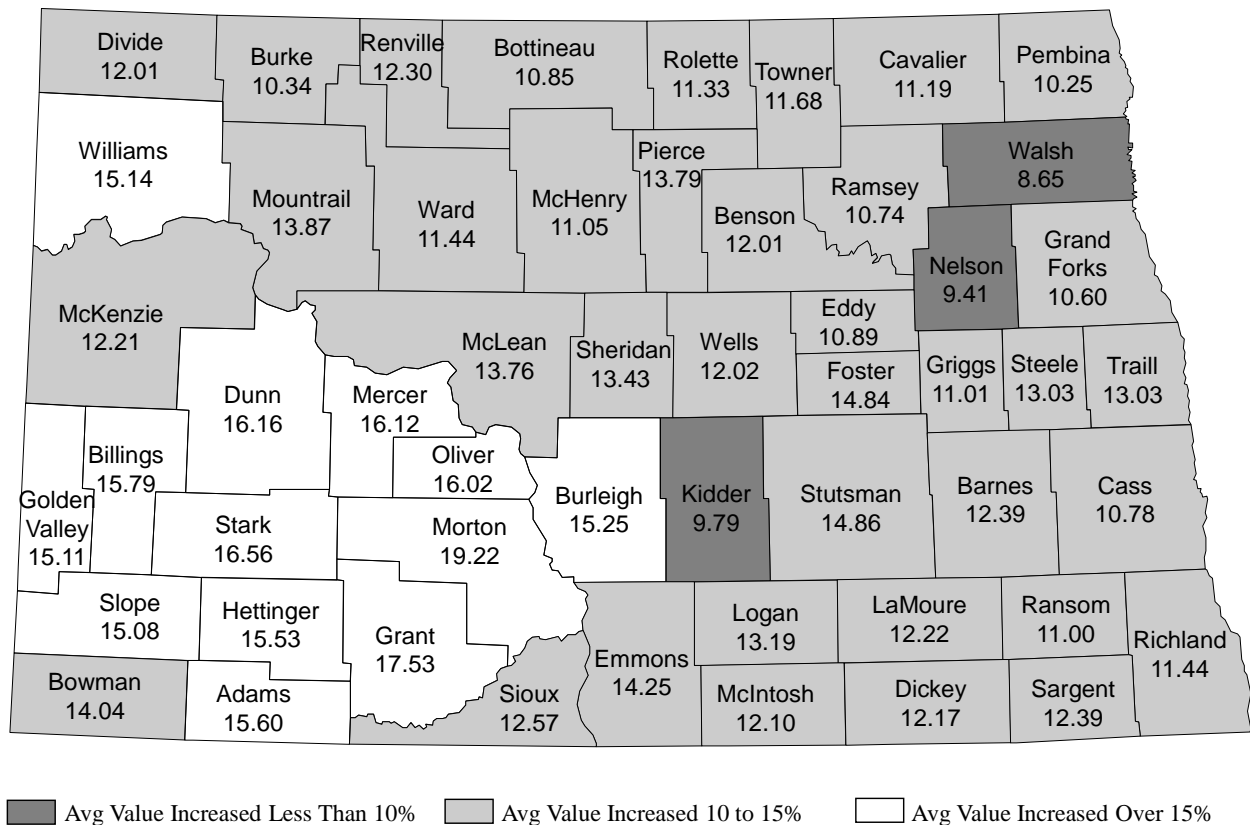 Divide
12.01
Burke
10.34
Renville
12.30
Bottineau
10.85
Rolette
11.33
Towner
11.68
Cavalier
11.19
Pembina
10.25
Williams
15.14
Mountrail
13.87
Ward
11.44
McHenry
11.05
Pierce
13.79
Benson
12.01
Ramsey
10.74
Walsh
8.65
Nelson
9.41
Grand
Forks
10.60
McKenzie
12.21
Dunn
16.16
Mercer
16.12
McLean
13.76
Sheridan
13.43
Wells
12.02
Eddy
10.89
Foster
14.84
Griggs
11.01
Steele
13.03
Traill
13.03
Golden
Valley
15.11
Billings
15.79
Stark
16.56
Oliver
16.02
Morton
19.22
Burleigh
15.25
Kidder
9.79
Stutsman
14.86
Barnes
12.39
Cass
10.78
Slope
15.08
Hettinger
15.53
Grant
17.53
Bowman
14.04
Adams
15.60
Sioux
12.57
Emmons
14.25
Logan
13.19
McIntosh
12.10
LaMoure
12.22
Dickey
12.17
Ransom
11.00
Sargent
12.39
Richland
11.44
Avg Value Increased Less Than 10%
Avg Value Increased 10 to 15%
Avg Value Increased Over 15%